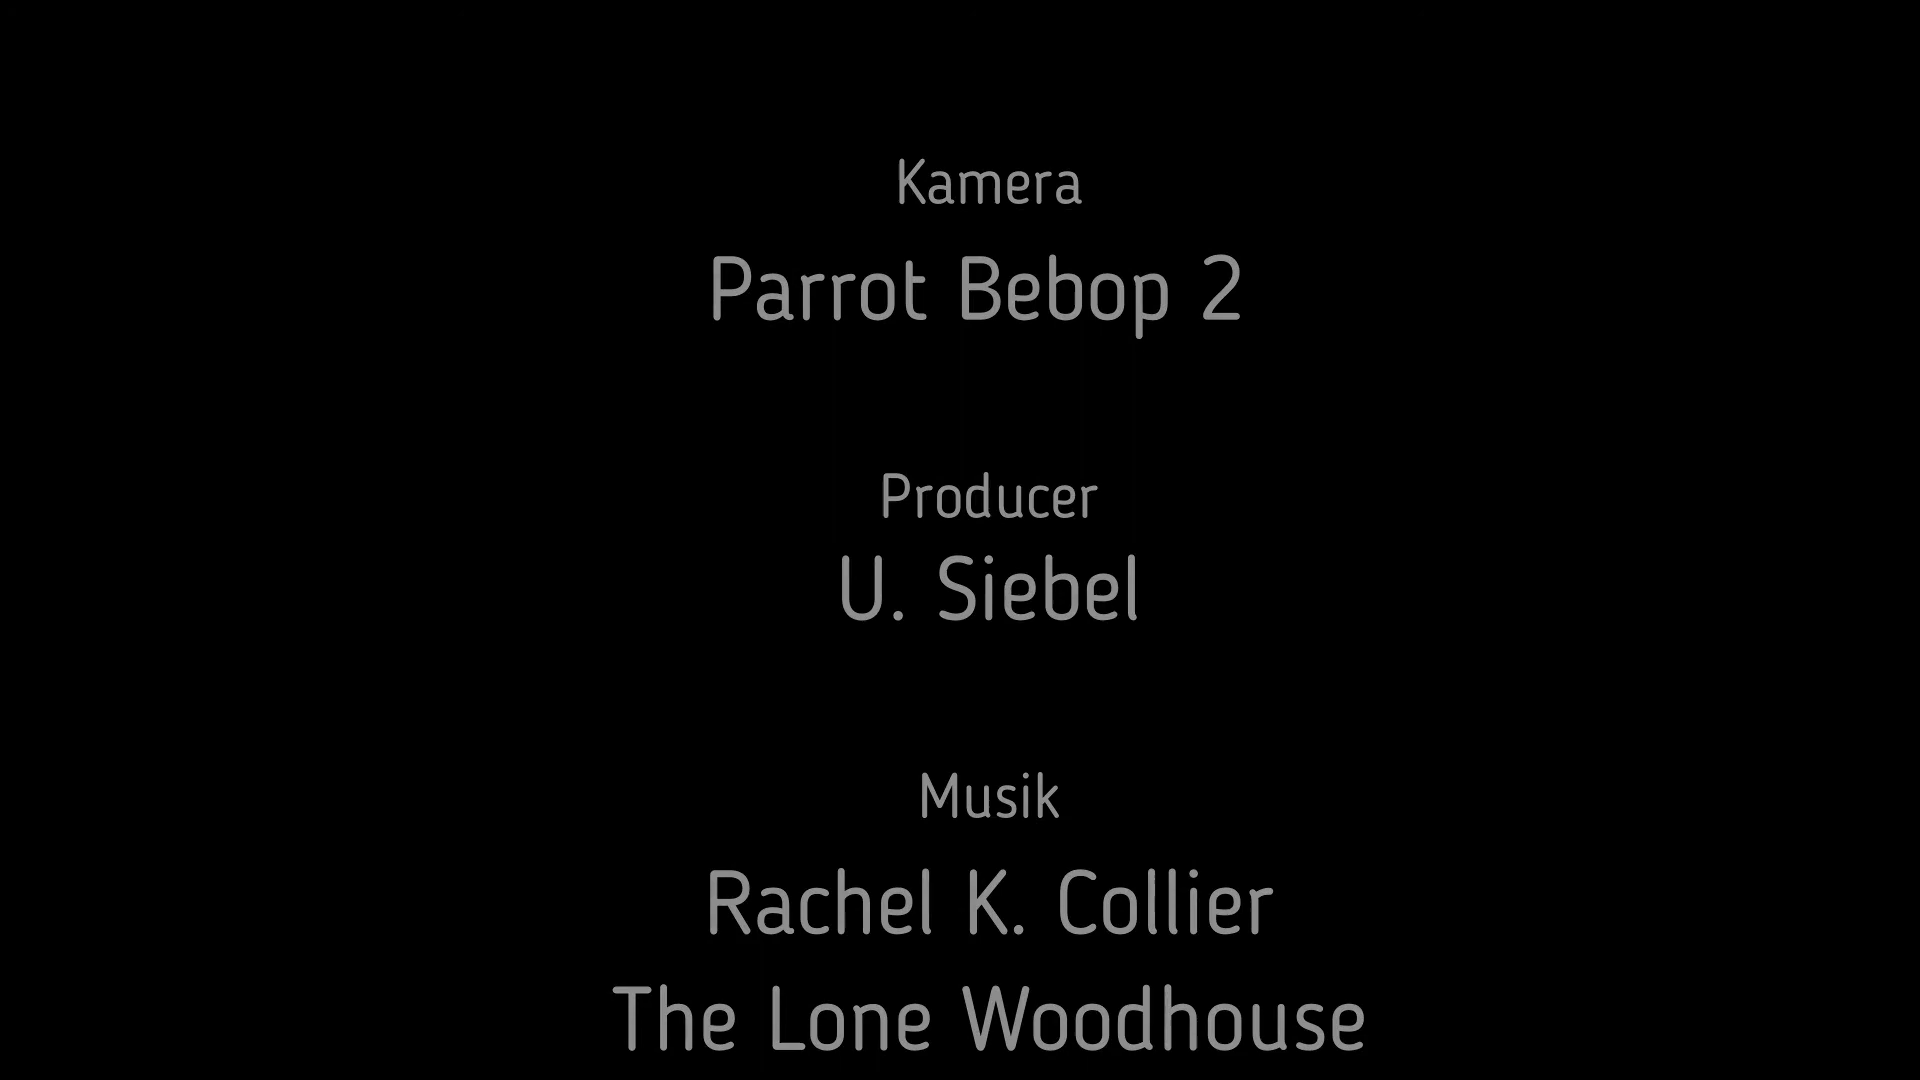 Kamera
Parrot Bebop 2
Producer
U. Siebel
Musik
Rachel K. Collier
The Lone Woodhouse